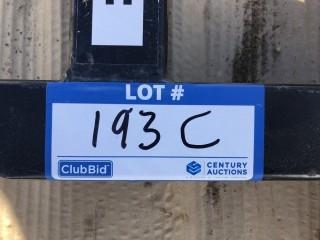 LOT #
193 C
ClubBid
CENTURY
AUCTIONS